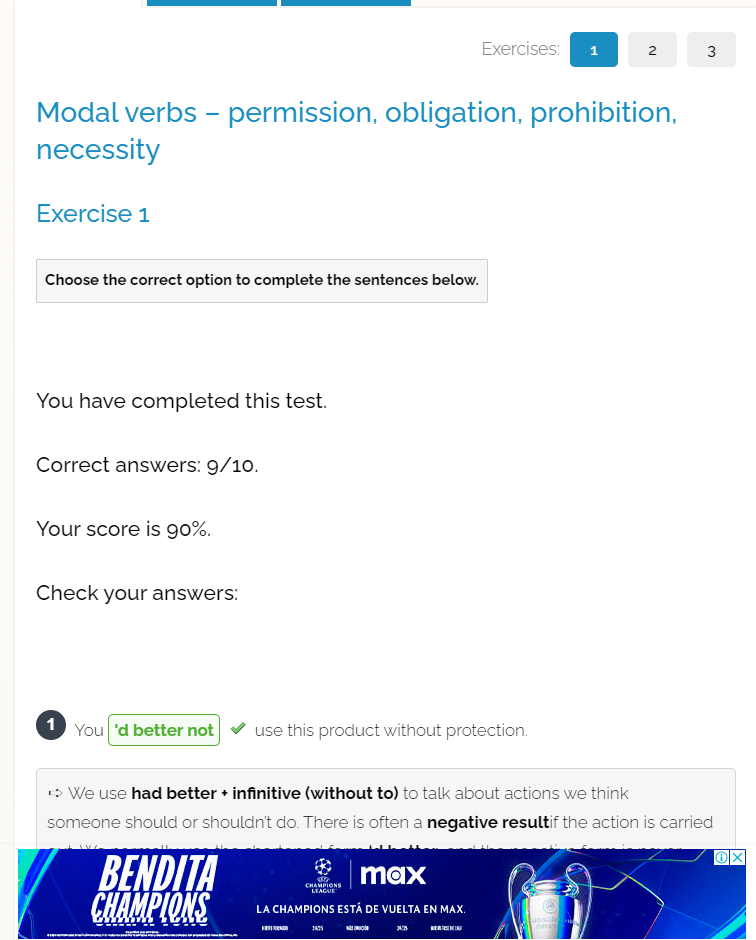 Exercises: 1 2 3
Modal verbs – permission, obligation, prohibition,
necessity
Exercise 1
Choose the correct option to complete the sentences below.
You have completed this test.
Correct answers: 9/10.
Your score is 90%.
Check your answers:
1 You 'd better not use this product without protection.
➪ We use had better + infinitive (without to) to talk about actions we think
someone should or shouldn't do. There is often a negative resultif the action is carried
BENDITA
CHAMPIONS
CHAMPIONS
LEAGUE
max
LA CHAMPIONS ESTÁ DE VUELTA EN MAX.